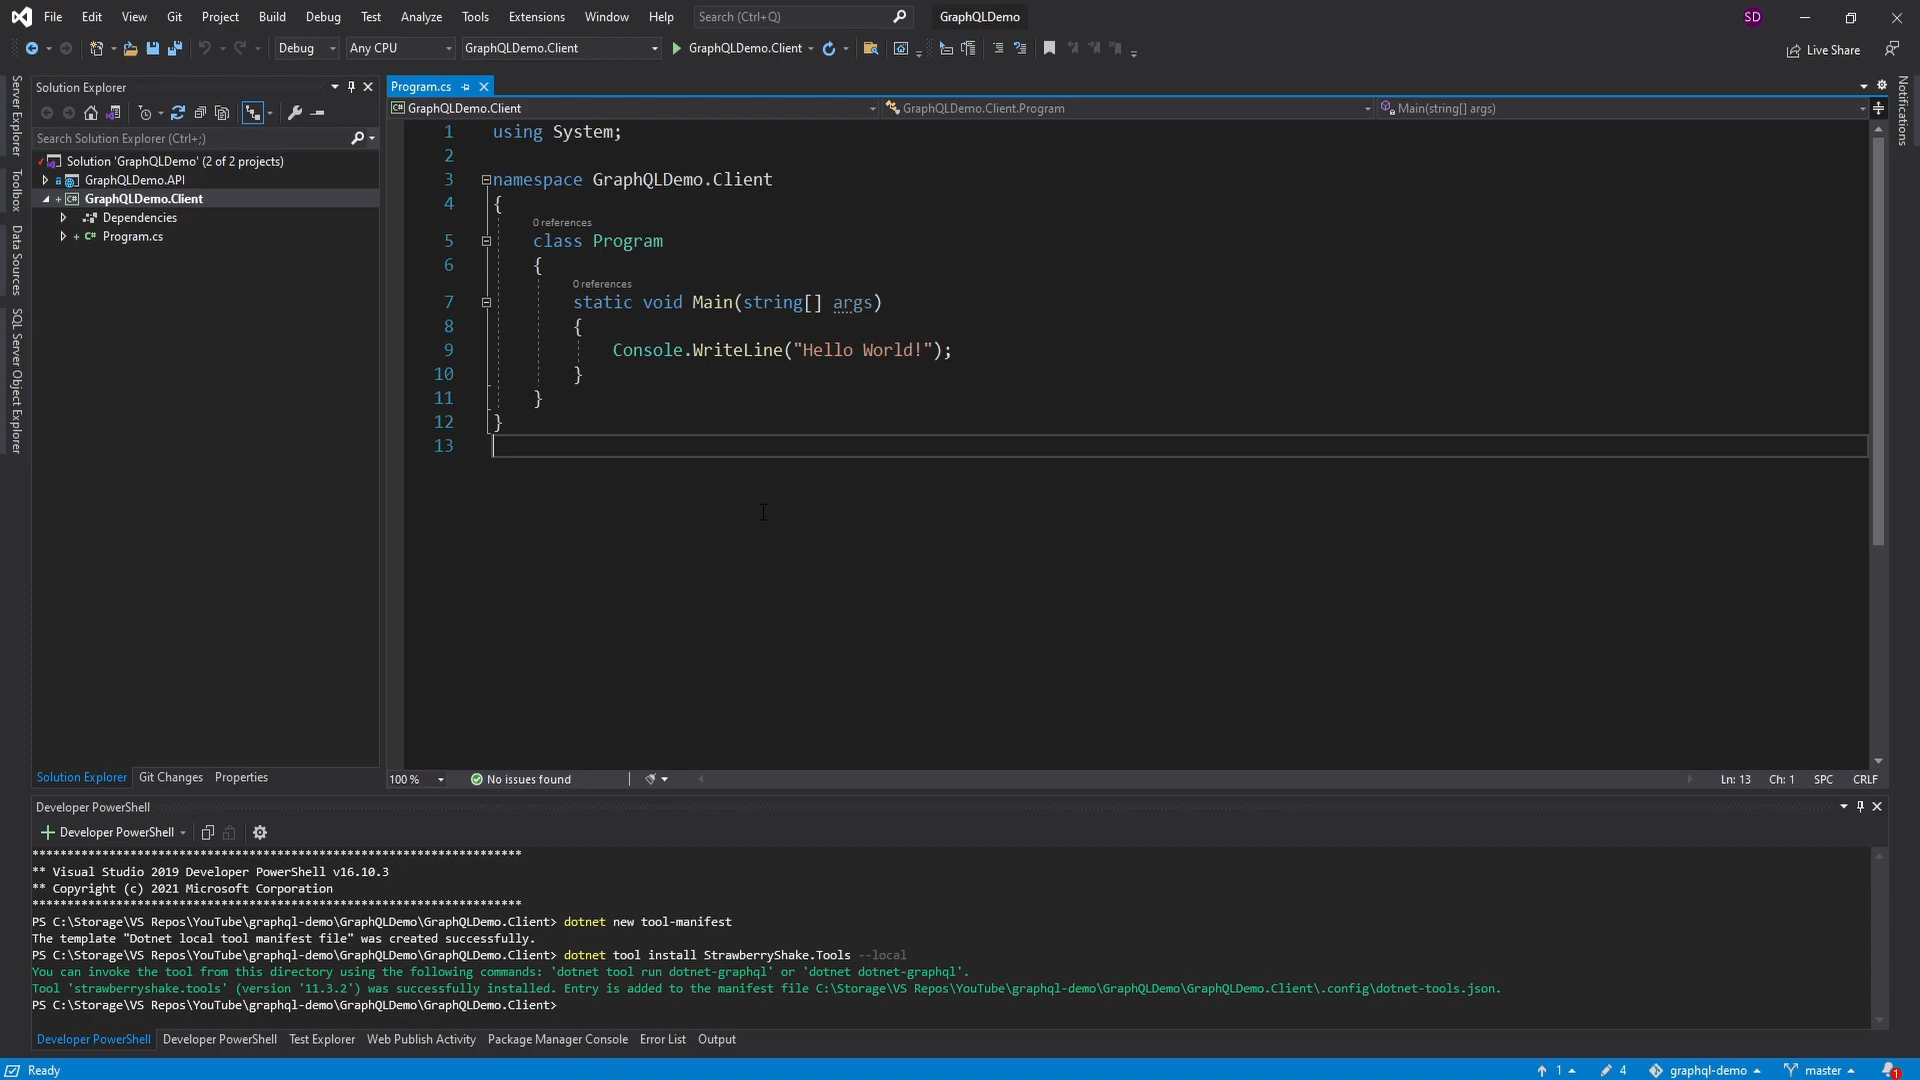 File Edit View Git Project Build Debug Test Analyze Tools Extensions Window Help Search (Ctrl+Q) GraphQLDemo SD
Debug Any CPU GraphQLDemo.Client GraphQLDemo.Client Live Share
Server Explorer
Toolbox
Data Sources
SQL Server Object Explorer
Solution Explorer
Search Solution Explorer (Ctrl+;)
Solution 'GraphQLDemo' (2 of 2 projects)
GraphQLDemo.API
GraphQLDemo.Client
Dependencies
Program.cs
Solution Explorer Git Changes Properties
Program.cs
GraphQLDemo.Client GraphQLDemo.Client.Program Main(string[] args)
1 using System;
2
3 namespace GraphQLDemo.Client
4 {
0 references
5 class Program
6 {
0 references
7 static void Main(string[] args)
8 {
9 Console.WriteLine("Hello World!");
10 }
11 }
12 }
13
100 % No issues found Ln: 13 Ch: 1 SPC CRLF
Notifications
Developer PowerShell
Developer PowerShell
**********************************************************************
** Visual Studio 2019 Developer PowerShell v16.10.3
** Copyright (c) 2021 Microsoft Corporation
**********************************************************************
PS C:\Storage\VS Repos\YouTube\graphql-demo\GraphQLDemo\GraphQLDemo.Client> dotnet new tool-manifest
The template "Dotnet local tool manifest file" was created successfully.
PS C:\Storage\VS Repos\YouTube\graphql-demo\GraphQLDemo\GraphQLDemo.Client> dotnet tool install StrawberryShake.Tools --local
You can invoke the tool from this directory using the following commands: 'dotnet tool run dotnet-graphql' or 'dotnet dotnet-graphql'.
Tool 'strawberryshake.tools' (version '11.3.2') was successfully installed. Entry is added to the manifest file C:\Storage\VS Repos\YouTube\graphql-demo\GraphQLDemo\GraphQLDemo.Client\.config\dotnet-tools.json.
PS C:\Storage\VS Repos\YouTube\graphql-demo\GraphQLDemo\GraphQLDemo.Client>
Developer PowerShell Developer PowerShell Test Explorer Web Publish Activity Package Manager Console Error List Output
Ready 1 4 graphql-demo master 1